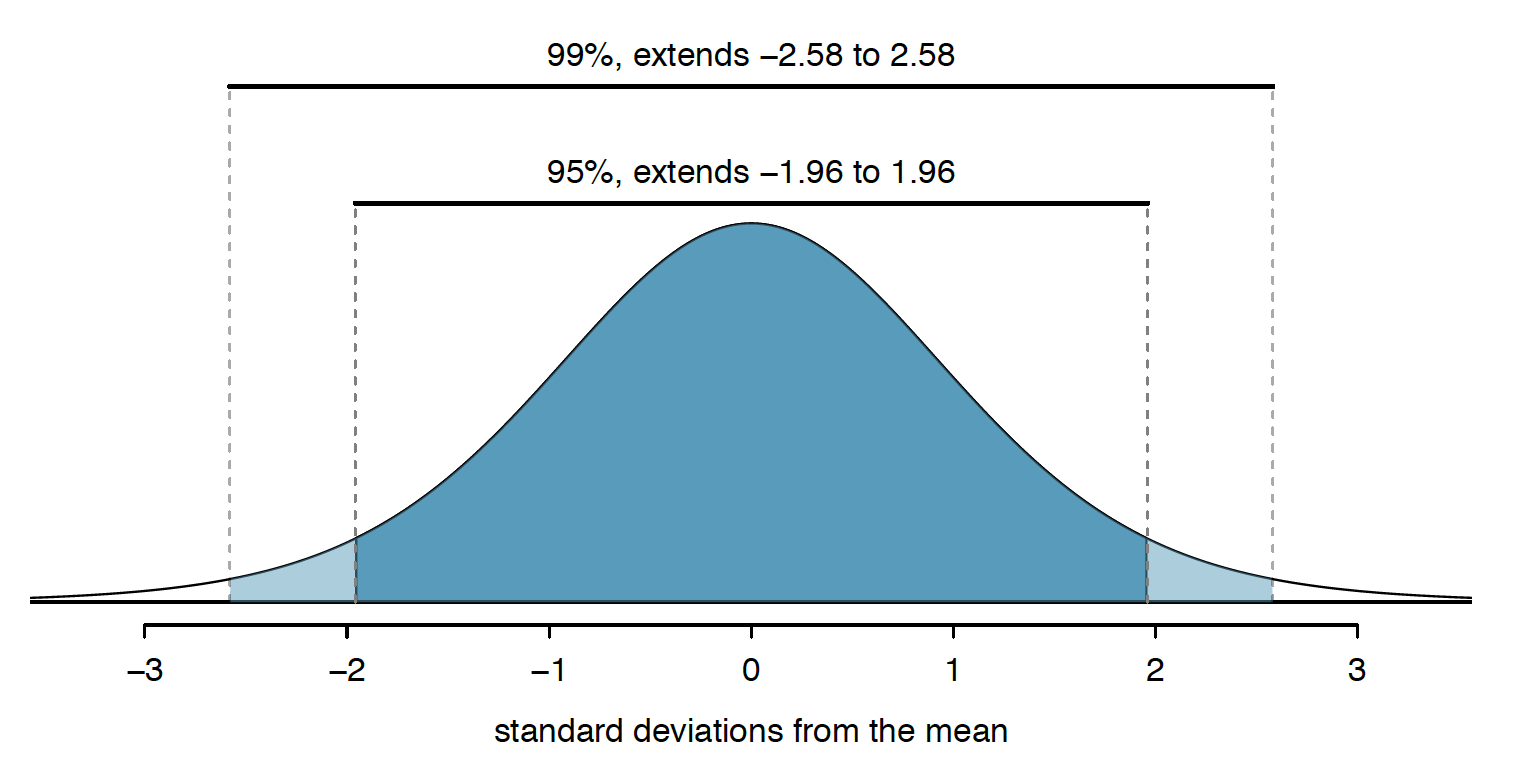 99%, extends −2.58 to 2.58
95%, extends −1.96 to 1.96
−3 −2 −1 0 1 2 3
standard deviations from the mean